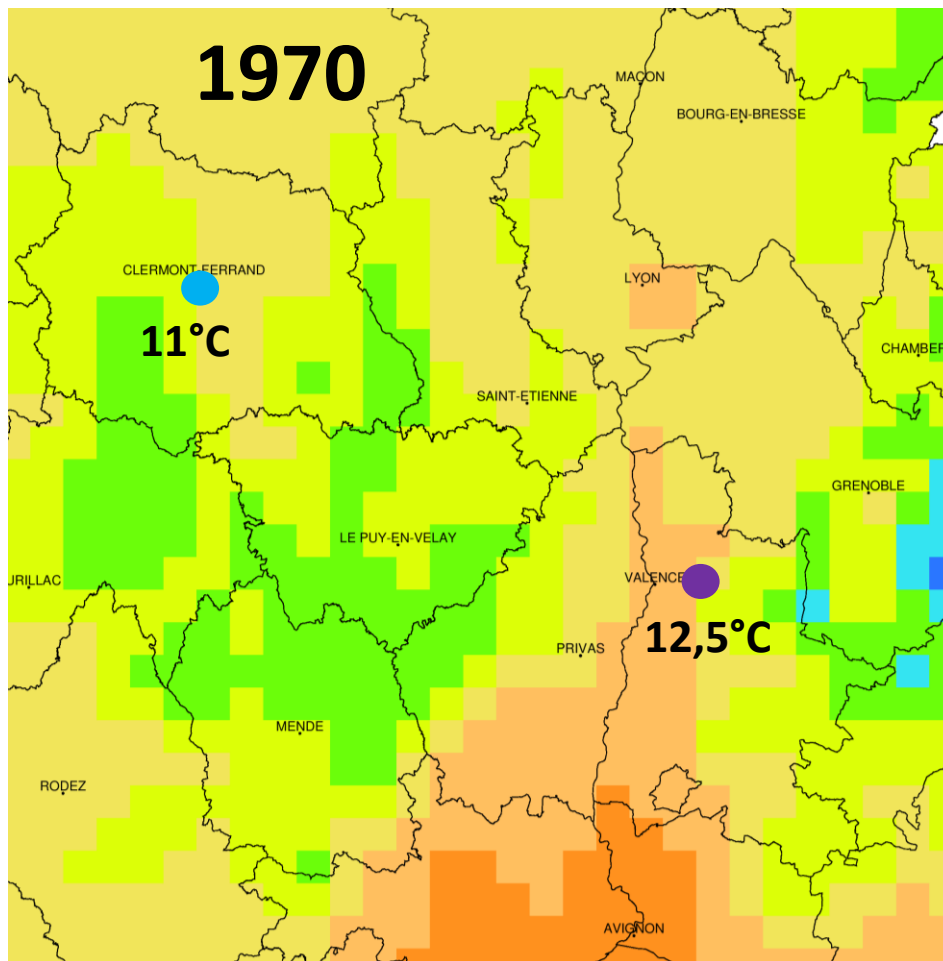 1970
MACON
BOURG-EN-BRESSE
CLERMONT-FERRAND
LYON
11°C
CHAMBER
SAINT-ETIENNE
GRENOBLE
LE PUY-EN-VELAY
URILLAC
VALENCE
12,5°C
PRIVAS
MENDE
RODEZ
AVIGNON